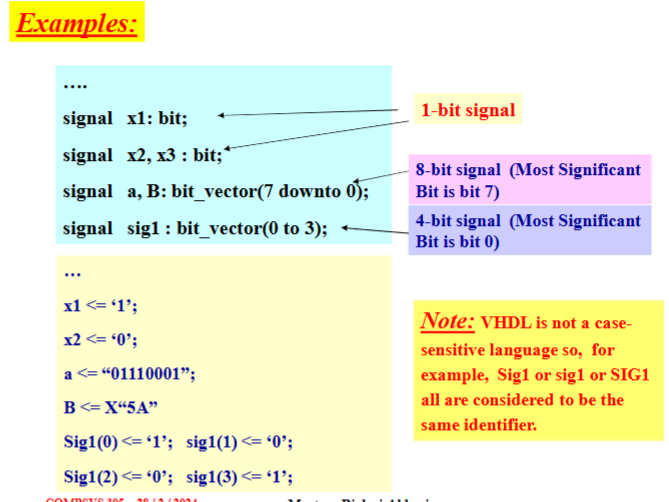 Examples:
....
signal x1: bit;
signal x2, x3 : bit;
signal a, B: bit_vector(7 downto 0);
signal sig1 : bit_vector(0 to 3);
1-bit signal
8-bit signal (Most Significant
Bit is bit 7)
4-bit signal (Most Significant
Bit is bit 0)
...
x1 <= ‘1’;
x2 <= ‘0’;
a <= “01110001”;
B <= X“5A”
Sig1(0) <= ‘1’; sig1(1) <= ‘0’;
Sig1(2) <= ‘0’; sig1(3) <= ‘1’;
Note: VHDL is not a case-
sensitive language so, for
example, Sig1 or sig1 or SIG1
all are considered to be the
same identifier.